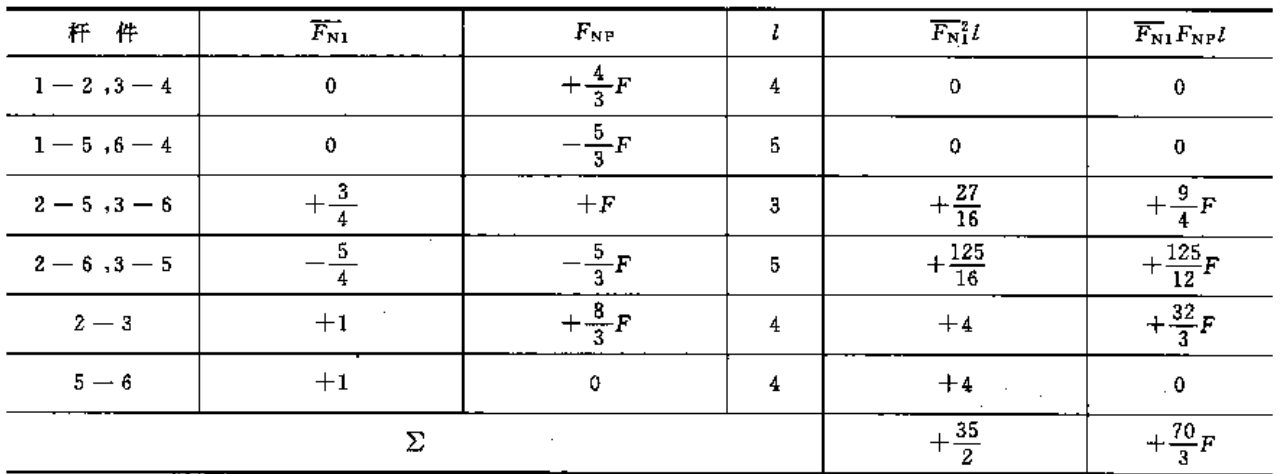 杆 件 $\overline{F_{N1}}$ $F_{NP}$ $l$ $\overline{F_{N1}}^2 l$ $\overline{F_{N1}}F_{NP}l$
1－2 ,3－4 0 $+\frac{4}{3}F$ 4 0 0
1－5 ,6－4 0 $-\frac{5}{3}F$ 5 0 0
2－5 ,3－6 $+\frac{3}{4}$ $+F$ 3 $+\frac{27}{16}$ $+\frac{9}{4}F$
2－6 ,3－5 $-\frac{5}{4}$ $-\frac{5}{3}F$ 5 $+\frac{125}{16}$ $+\frac{125}{12}F$
2－3 +1 $+\frac{8}{3}F$ 4 +4 $+\frac{32}{3}F$
5－6 +1 0 4 +4 0
Σ $+\frac{35}{2}$ $+\frac{70}{3}F$